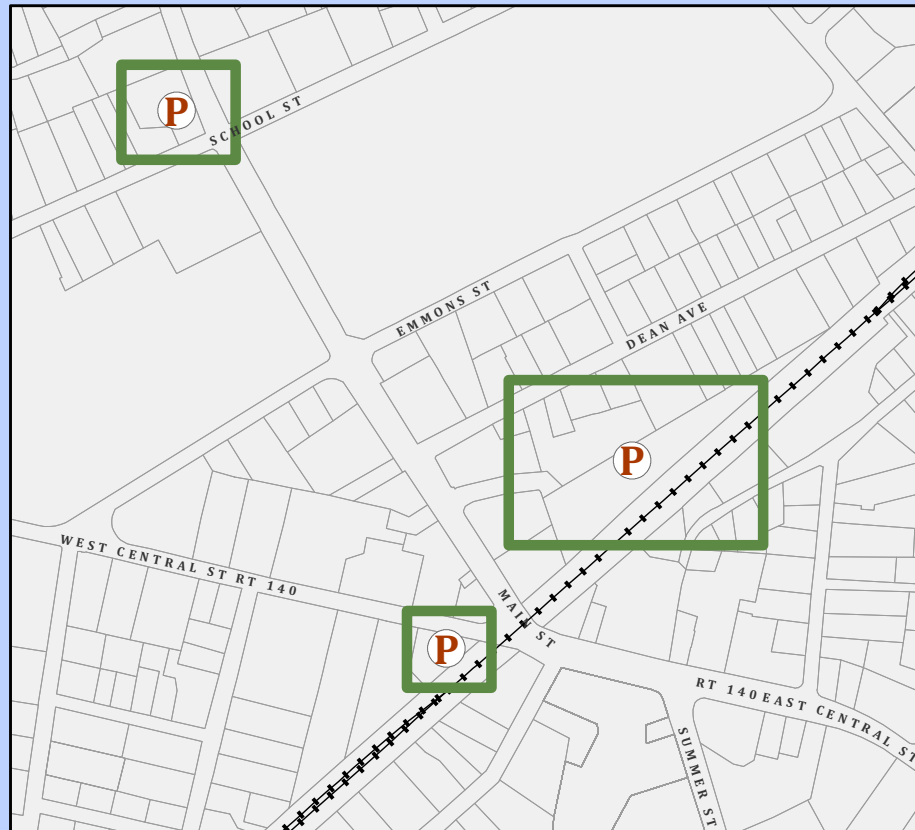 P
SCHOOL ST
EMMONS ST
DEAN AVE
P
WEST CENTRAL ST RT 140
MAIN ST
P
RT 140 EAST CENTRAL ST
SUMMER ST